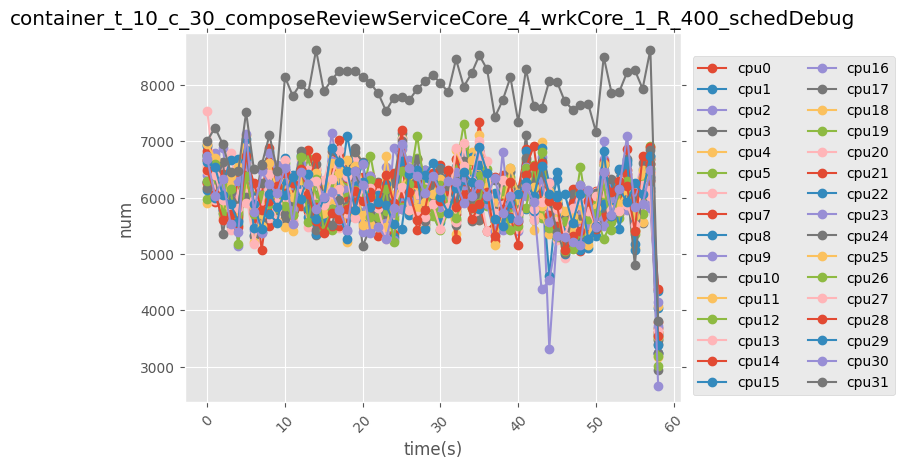 container_t_10_c_30_composeReviewServiceCore_4_wrkCore_1_R_400_schedDebug
8000
7000
6000
5000
4000
3000
num
0
10
20
30
40
50
60
time(s)
cpu0
cpu1
cpu2
cpu3
cpu4
cpu5
cpu6
cpu7
cpu8
cpu9
cpu10
cpu11
cpu12
cpu13
cpu14
cpu15
cpu16
cpu17
cpu18
cpu19
cpu20
cpu21
cpu22
cpu23
cpu24
cpu25
cpu26
cpu27
cpu28
cpu29
cpu30
cpu31